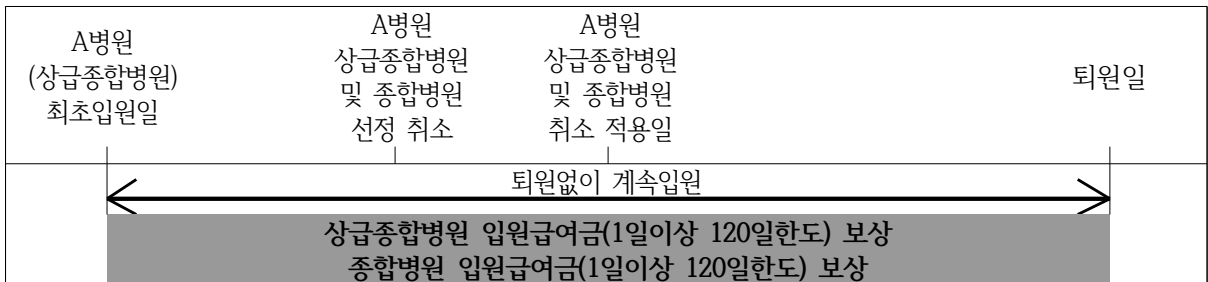 A병원
(상급종합병원)
최초입원일
A병원
상급종합병원
및 종합병원
선정 취소
A병원
상급종합병원
및 종합병원
취소 적용일
퇴원일
퇴원없이 계속입원
상급종합병원 입원급여금(1일이상 120일한도) 보상
종합병원 입원급여금(1일이상 120일한도) 보상